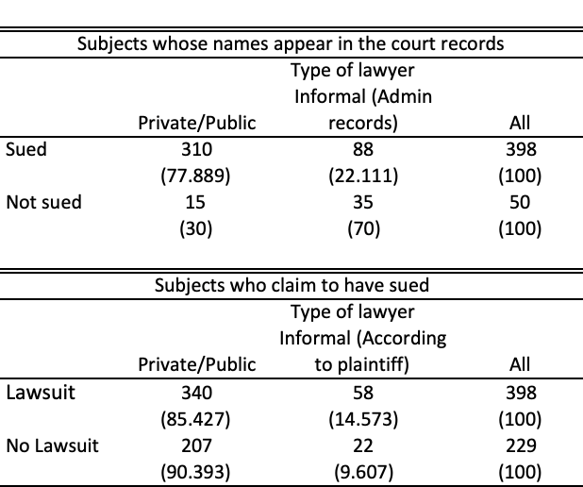 Subjects whose names appear in the court records
Type of lawyer
Informal (Admin
Private/Public records) All
Sued 310 88 398
(77.889) (22.111) (100)
Not sued 15 35 50
(30) (70) (100)
Subjects who claim to have sued
Type of lawyer
Informal (According
Private/Public to plaintiff) All
Lawsuit 340 58 398
(85.427) (14.573) (100)
No Lawsuit 207 22 229
(90.393) (9.607) (100)